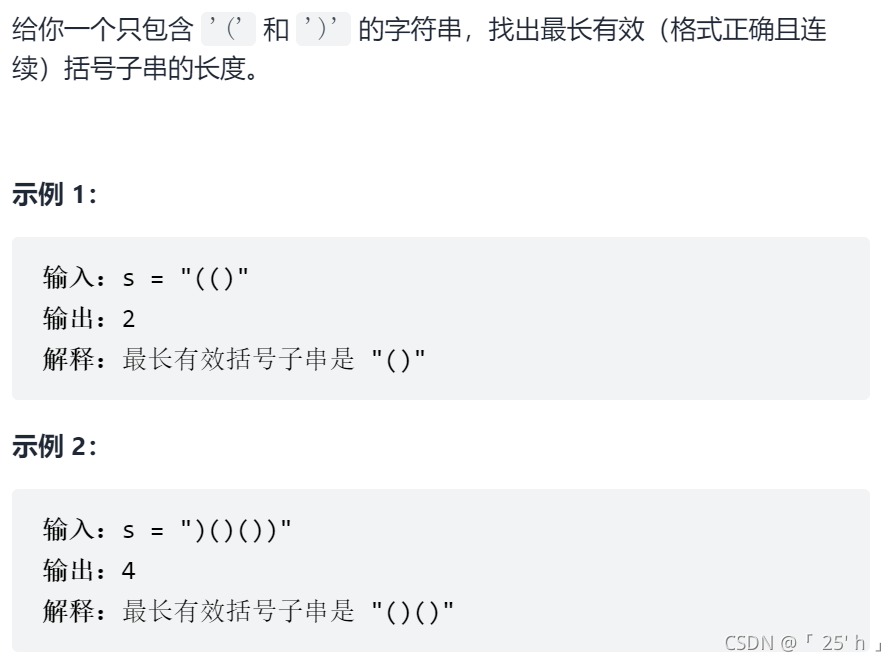 给你一个只包含 '(' 和 ')' 的字符串，找出最长有效（格式正确且连
续）括号子串的长度。
示例 1：
输入：s = "(()"
输出：2
解释：最长有效括号子串是 "()"
示例 2：
输入：s = ")()())"
输出：4
解释：最长有效括号子串是 "()()"
CSDN @「 25' h 」